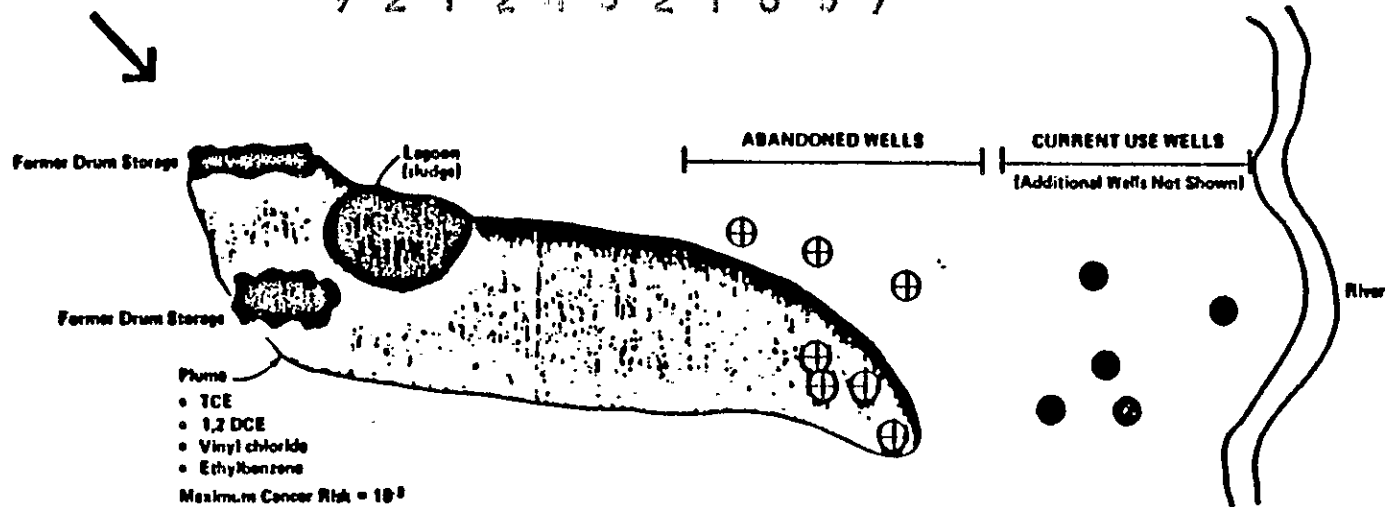 Former Drum Storage
Lagoon
(sludge)
ABANDONED WELLS
CURRENT USE WELLS
(Additional Wells Not Shown)
River
Former Drum Storage
Plume
• TCE
• 1,2 DCE
• Vinyl chloride
• Ethylbenzene
Maximum Cancer Risk =